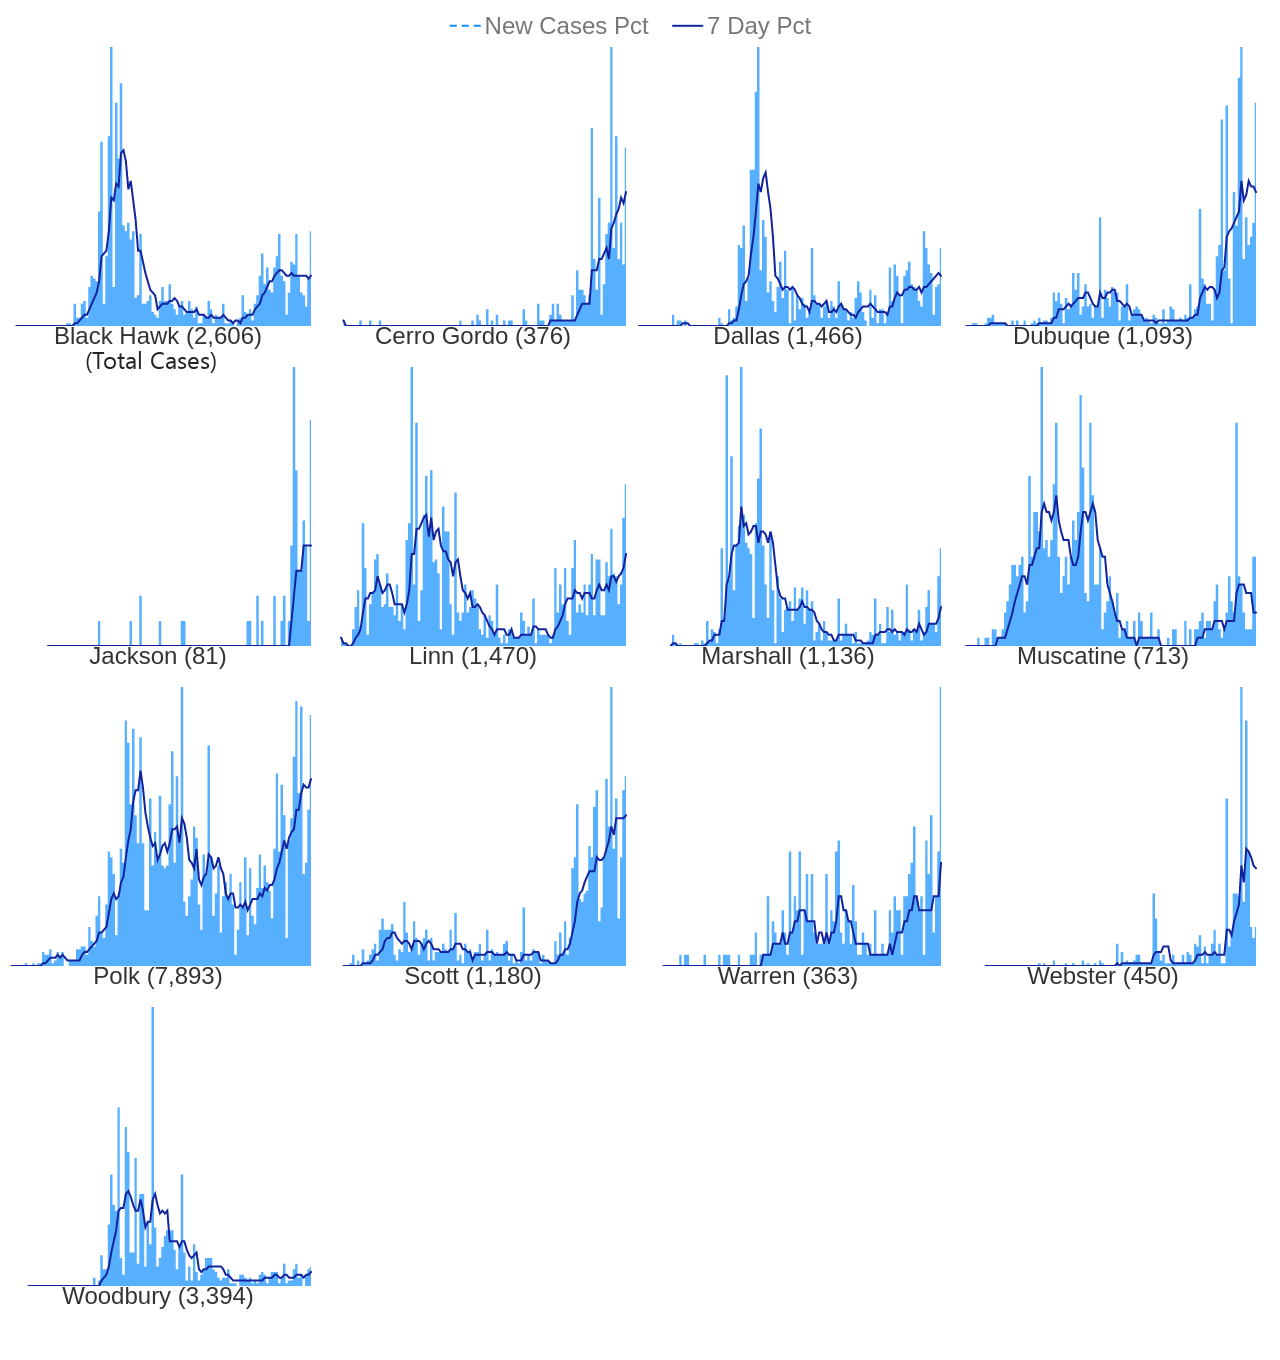 New Cases Pct 7 Day Pct
Black Hawk (2,606) Cerro Gordo (376) Dallas (1,466) Dubuque (1,093)
(Total Cases)
Jackson (81) Linn (1,470) Marshall (1,136) Muscatine (713)
Polk (7,893) Scott (1,180) Warren (363) Webster (450)
Woodbury (3,394)